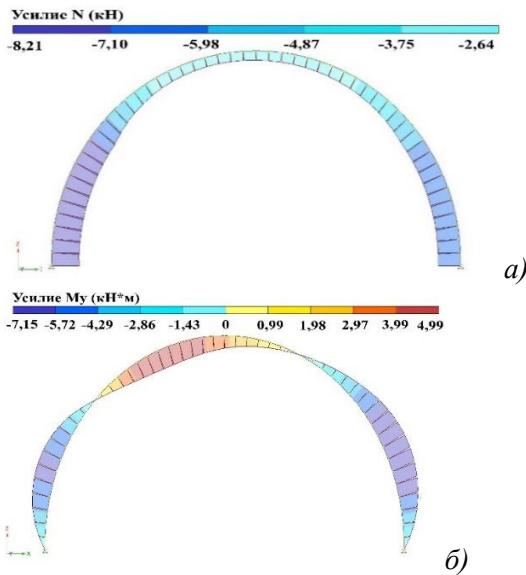 Усилие N (кН)
-8,21 -7,10 -5,98 -4,87 -3,75 -2,64
а)
Усилие My (кН*м)
-7,15 -5,72 -4,29 -2,86 -1,43 0 0,99 1,98 2,97 3,99 4,99
б)